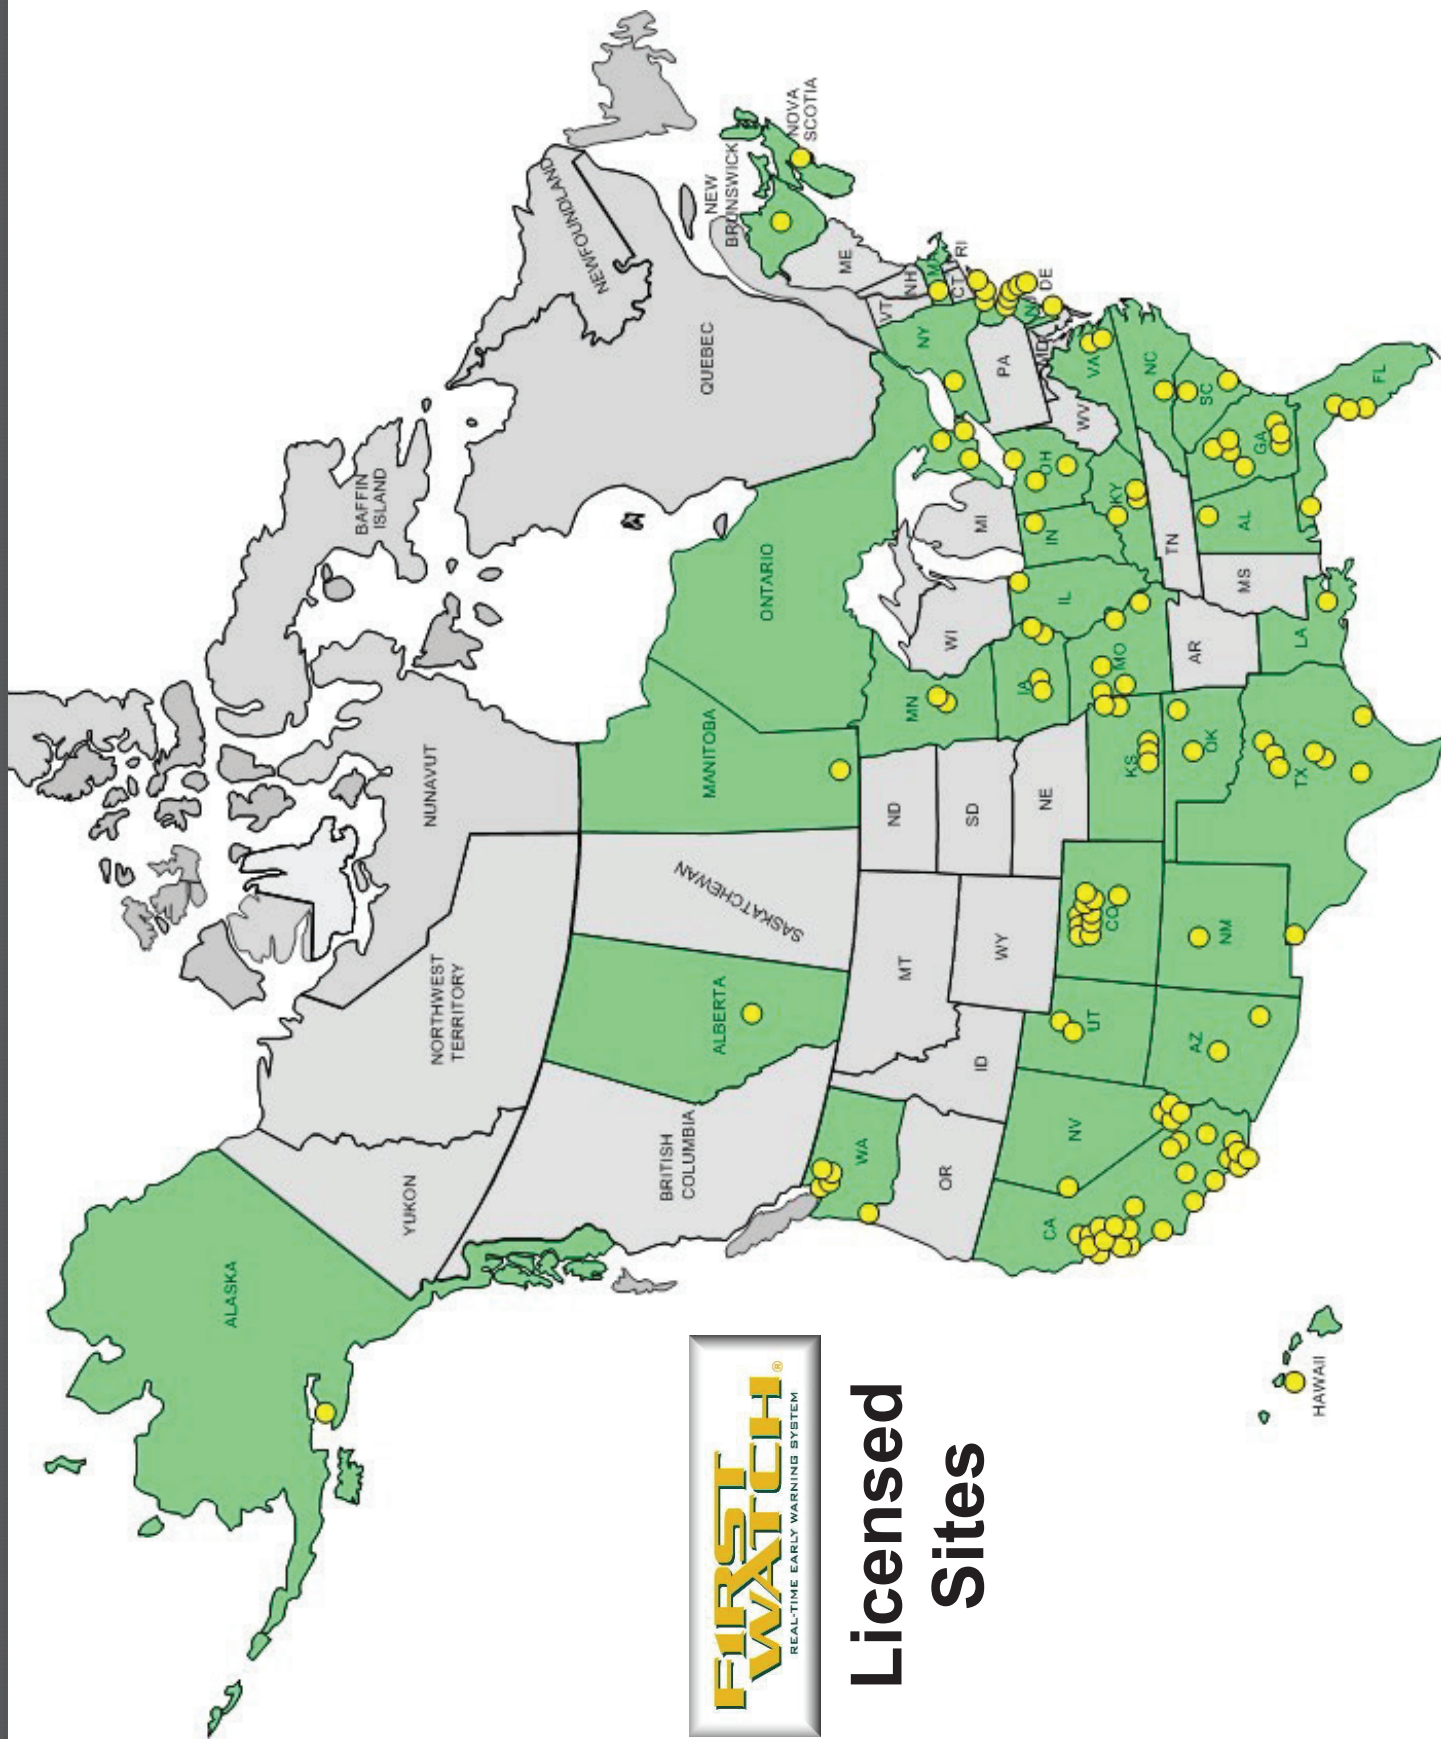 FIRST
WATCH®
REAL-TIME EARLY WARNING SYSTEM
Licensed
Sites
ALASKA
YUKON
NORTHWEST
TERRITORY
NUNAVUT
BAFFIN
ISLAND
BRITISH
COLUMBIA
ALBERTA
SASKATCHEWAN
MANITOBA
ONTARIO
QUEBEC
NEWFOUNDLAND
NEW
BRUNSWICK
NOVA
SCOTIA
WA
OR
CA
NV
ID
MT
WY
UT
AZ
CO
NM
ND
SD
NE
KS
OK
TX
MN
IA
MO
AR
LA
WI
IL
MI
IN
OH
KY
TN
MS
AL
GA
FL
SC
NC
VA
WV
MD
DE
PA
NJ
NY
CT
RI
VT
NH
ME
HAWAII